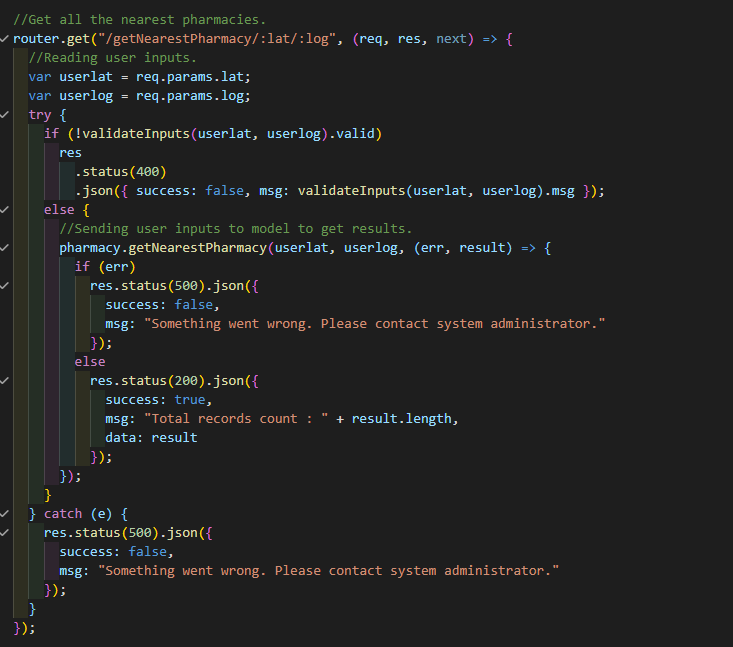 //Get all the nearest pharmacies.
router.get("/getNearestPharmacy/:lat/:log", (req, res, next) => {
  //Reading user inputs.
  var userlat = req.params.lat;
  var userlog = req.params.log;
  try {
    if (!validateInputs(userlat, userlog).valid)
      res
        .status(400)
        .json({ success: false, msg: validateInputs(userlat, userlog).msg });
    else {
      //Sending user inputs to model to get results.
      pharmacy.getNearestPharmacy(userlat, userlog, (err, result) => {
        if (err)
          res.status(500).json({
            success: false,
            msg: "Something went wrong. Please contact system administrator."
          });
        else
          res.status(200).json({
            success: true,
            msg: "Total records count : " + result.length,
            data: result
          });
      });
    }
  } catch (e) {
    res.status(500).json({
      success: false,
      msg: "Something went wrong. Please contact system administrator."
    });
  }
});